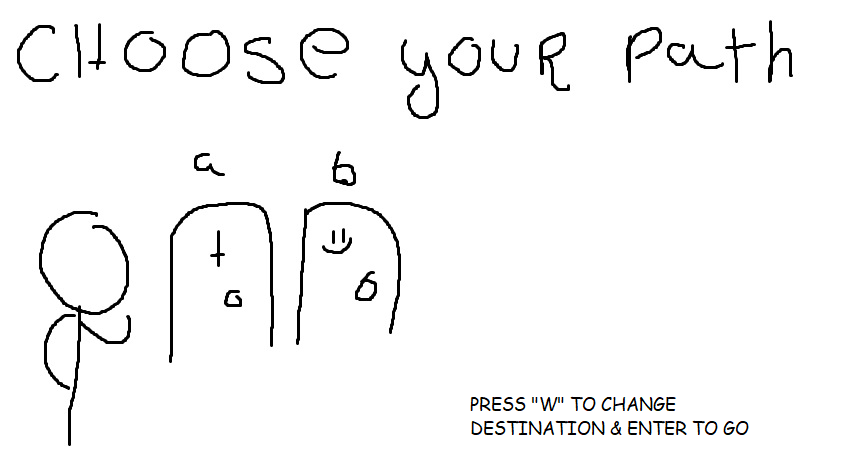 CHOOSE your path
a b
PRESS "W" TO CHANGE
DESTINATION & ENTER TO GO